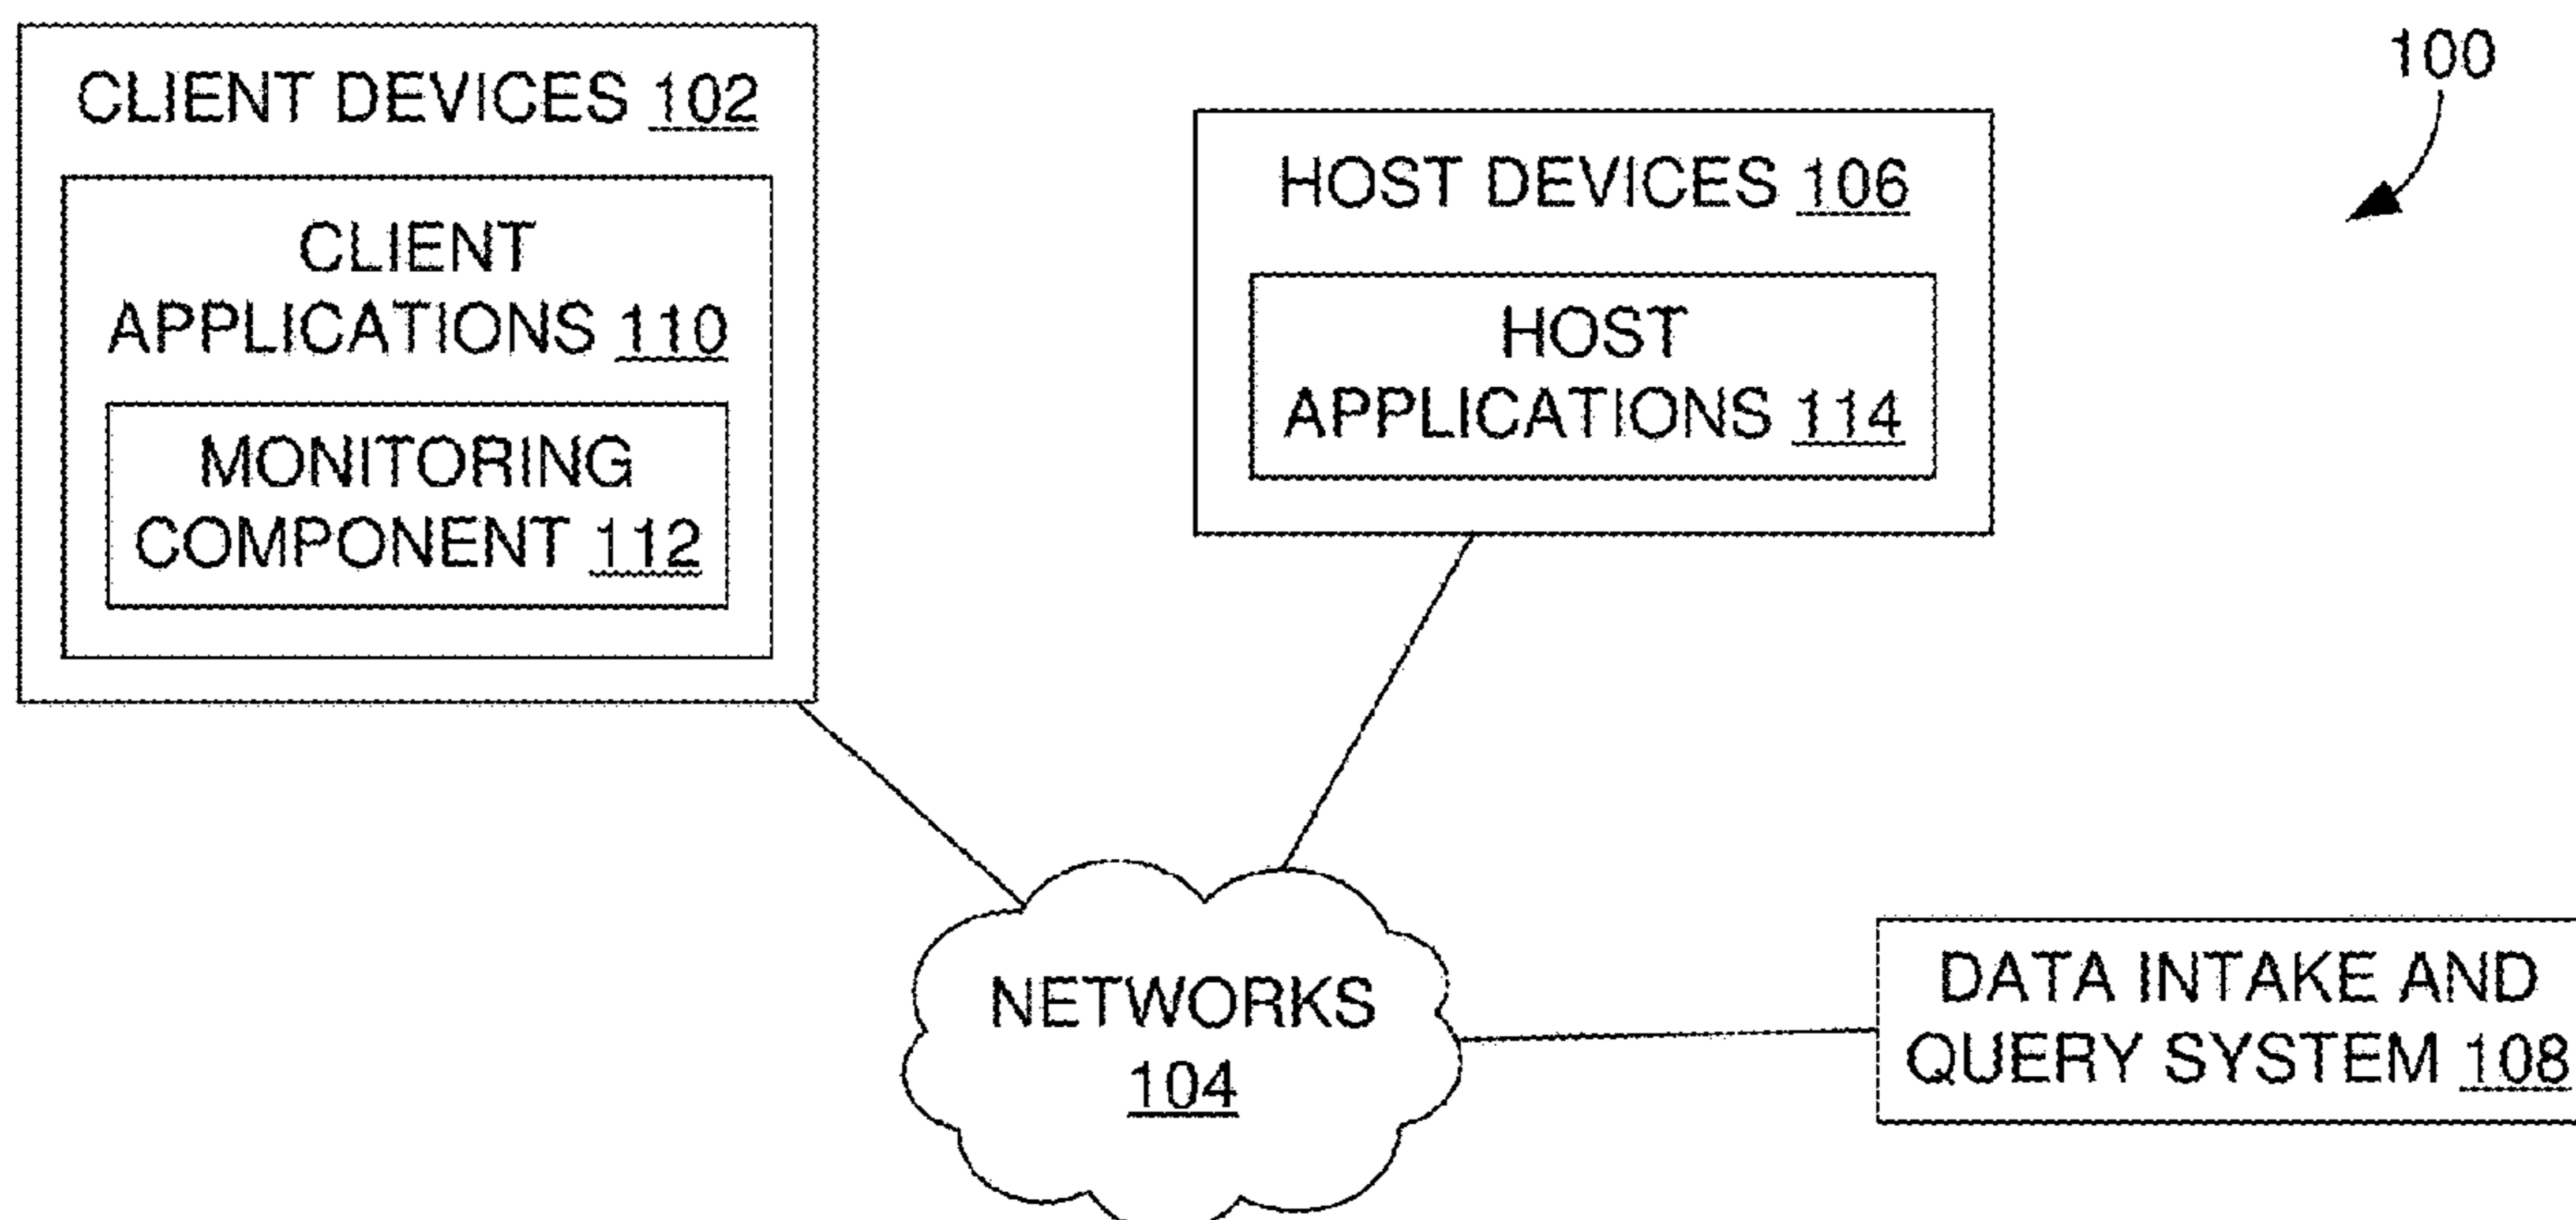 100
CLIENT DEVICES 102
CLIENT
APPLICATIONS 110
MONITORING
COMPONENT 112
HOST DEVICES 106
HOST
APPLICATIONS 114
NETWORKS
104
DATA INTAKE AND
QUERY SYSTEM 108